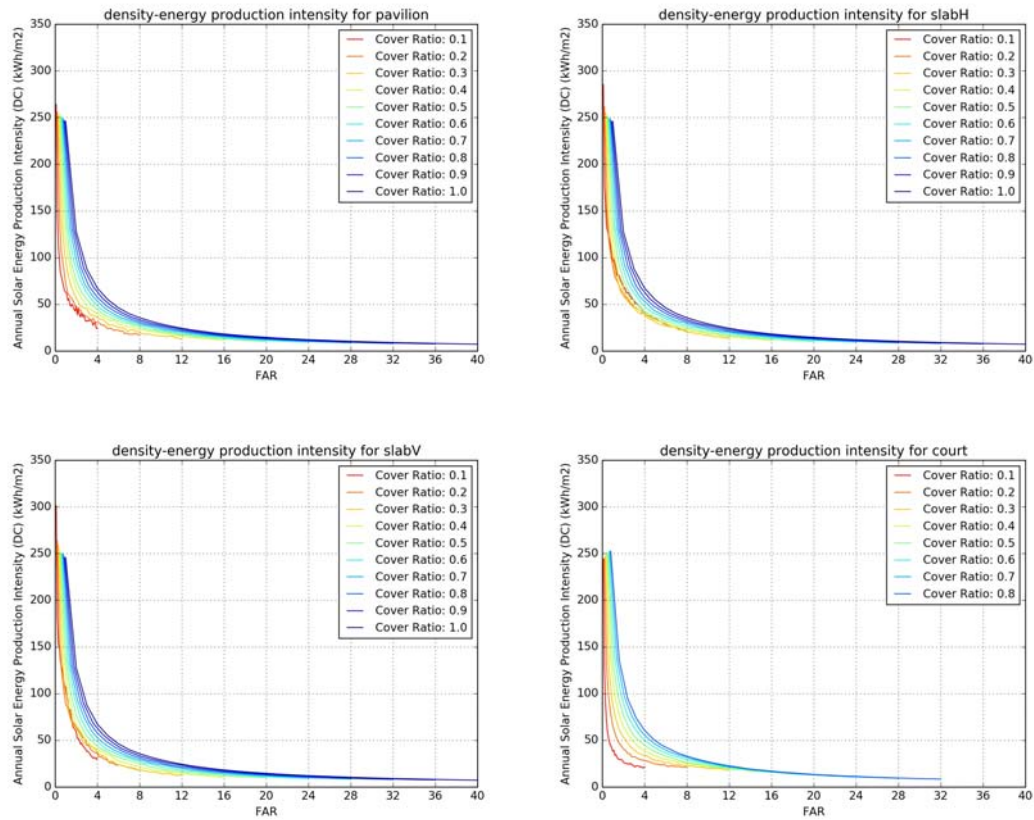 density-energy production intensity for pavilion
Annual Solar Energy Production Intensity (DC) (kWh/m2)
350
300
250
200
150
100
50
0
Cover Ratio: 0.1
Cover Ratio: 0.2
Cover Ratio: 0.3
Cover Ratio: 0.4
Cover Ratio: 0.5
Cover Ratio: 0.6
Cover Ratio: 0.7
Cover Ratio: 0.8
Cover Ratio: 0.9
Cover Ratio: 1.0
0 4 8 12 16 20 24 28 32 36 40
FAR
density-energy production intensity for slabH
Annual Solar Energy Production Intensity (DC) (kWh/m2)
350
300
250
200
150
100
50
0
Cover Ratio: 0.1
Cover Ratio: 0.2
Cover Ratio: 0.3
Cover Ratio: 0.4
Cover Ratio: 0.5
Cover Ratio: 0.6
Cover Ratio: 0.7
Cover Ratio: 0.8
Cover Ratio: 0.9
Cover Ratio: 1.0
0 4 8 12 16 20 24 28 32 36 40
FAR
density-energy production intensity for slabV
Annual Solar Energy Production Intensity (DC) (kWh/m2)
350
300
250
200
150
100
50
0
Cover Ratio: 0.1
Cover Ratio: 0.2
Cover Ratio: 0.3
Cover Ratio: 0.4
Cover Ratio: 0.5
Cover Ratio: 0.6
Cover Ratio: 0.7
Cover Ratio: 0.8
Cover Ratio: 0.9
Cover Ratio: 1.0
0 4 8 12 16 20 24 28 32 36 40
FAR
density-energy production intensity for court
Annual Solar Energy Production Intensity (DC) (kWh/m2)
350
300
250
200
150
100
50
0
Cover Ratio: 0.1
Cover Ratio: 0.2
Cover Ratio: 0.3
Cover Ratio: 0.4
Cover Ratio: 0.5
Cover Ratio: 0.6
Cover Ratio: 0.7
Cover Ratio: 0.8
0 4 8 12 16 20 24 28 32 36 40
FAR